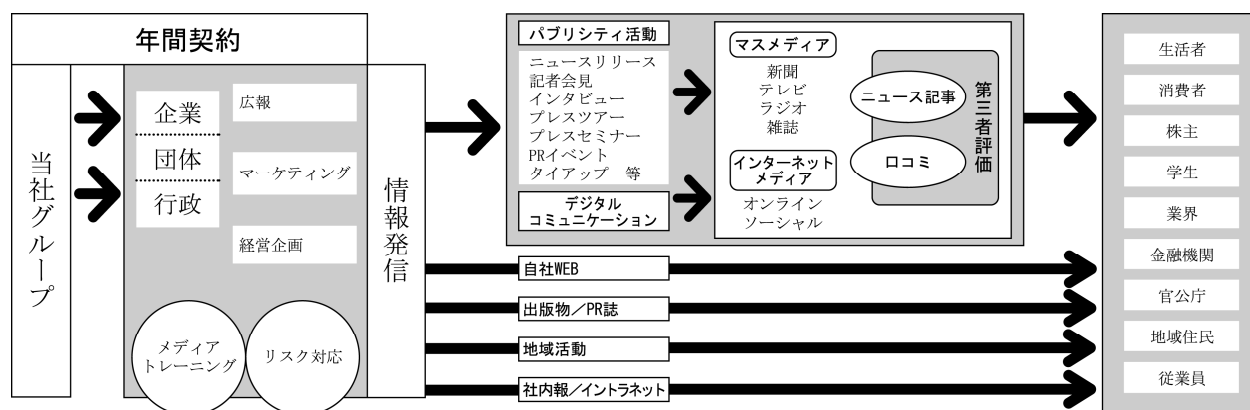 年間契約
当社グループ
企業
団体
行政
広報
マーケティング
経営企画
メディア
トレーニング
リスク対応
情報発信
パブリシティ活動
ニュースリリース
記者会見
インタビュー
プレスツアー
プレスセミナー
PRイベント
タイアップ 等
デジタル
コミュニケーション
マスメディア
新聞
テレビ
ラジオ
雑誌
インターネット
メディア
オンライン
ソーシャル
ニュース記事
口コミ
第三者評価
自社WEB
出版物／PR誌
地域活動
社内報／イントラネット
生活者
消費者
株主
学生
業界
金融機関
官公庁
地域住民
従業員